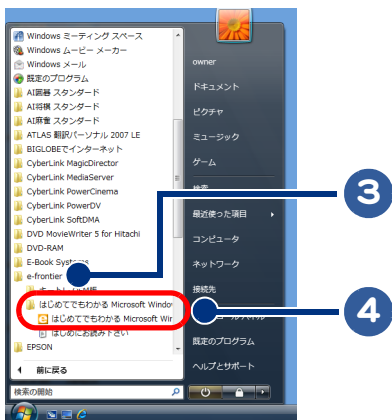 Windows ミーティング スペース
Windows ムービー メーカー
Windows メール
既定のプログラム
AI囲碁 スタンダード
AI将棋 スタンダード
AI麻雀 スタンダード
ATLAS 翻訳パーソナル 2007 LE
BIGLOBEでインターネット
CyberLink MagicDirector
CyberLink MediaServer
CyberLink PowerCinema
CyberLink PowerDV
CyberLink SoftDMA
DVD MovieWriter 5 for Hitachi
DVD-RAM
E-Book Systems
e-frontier
はじめてでもわかる Microsoft Windo
はじめてでもわかる Microsoft Wir
はじめにお読み下さい
EPSON
前に戻る
検索の開始
owner
ドキュメント
ピクチャ
ミュージック
ゲーム
検索
最近使った項目
コンピュータ
ネットワーク
接続先
既定のプログラム
ヘルプとサポート
3
4